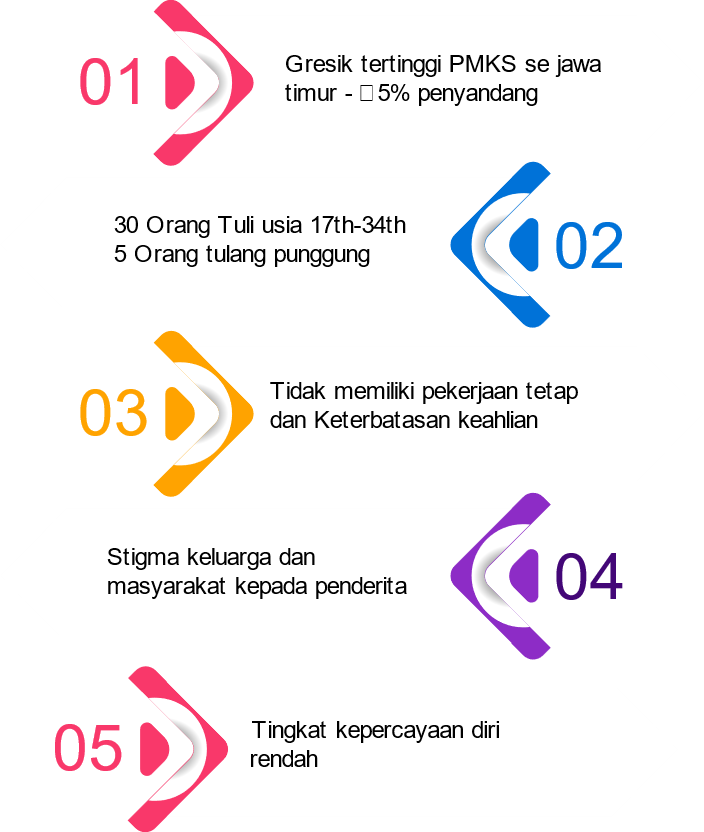 01
Gresik tertinggi PMKS se jawa
timur - □5% penyandang
30 Orang Tuli usia 17th-34th
5 Orang tulang punggung
02
03
Tidak memiliki pekerjaan tetap
dan Keterbatasan keahlian
Stigma keluarga dan
masyarakat kepada penderita
04
05
Tingkat kepercayaan diri
rendah